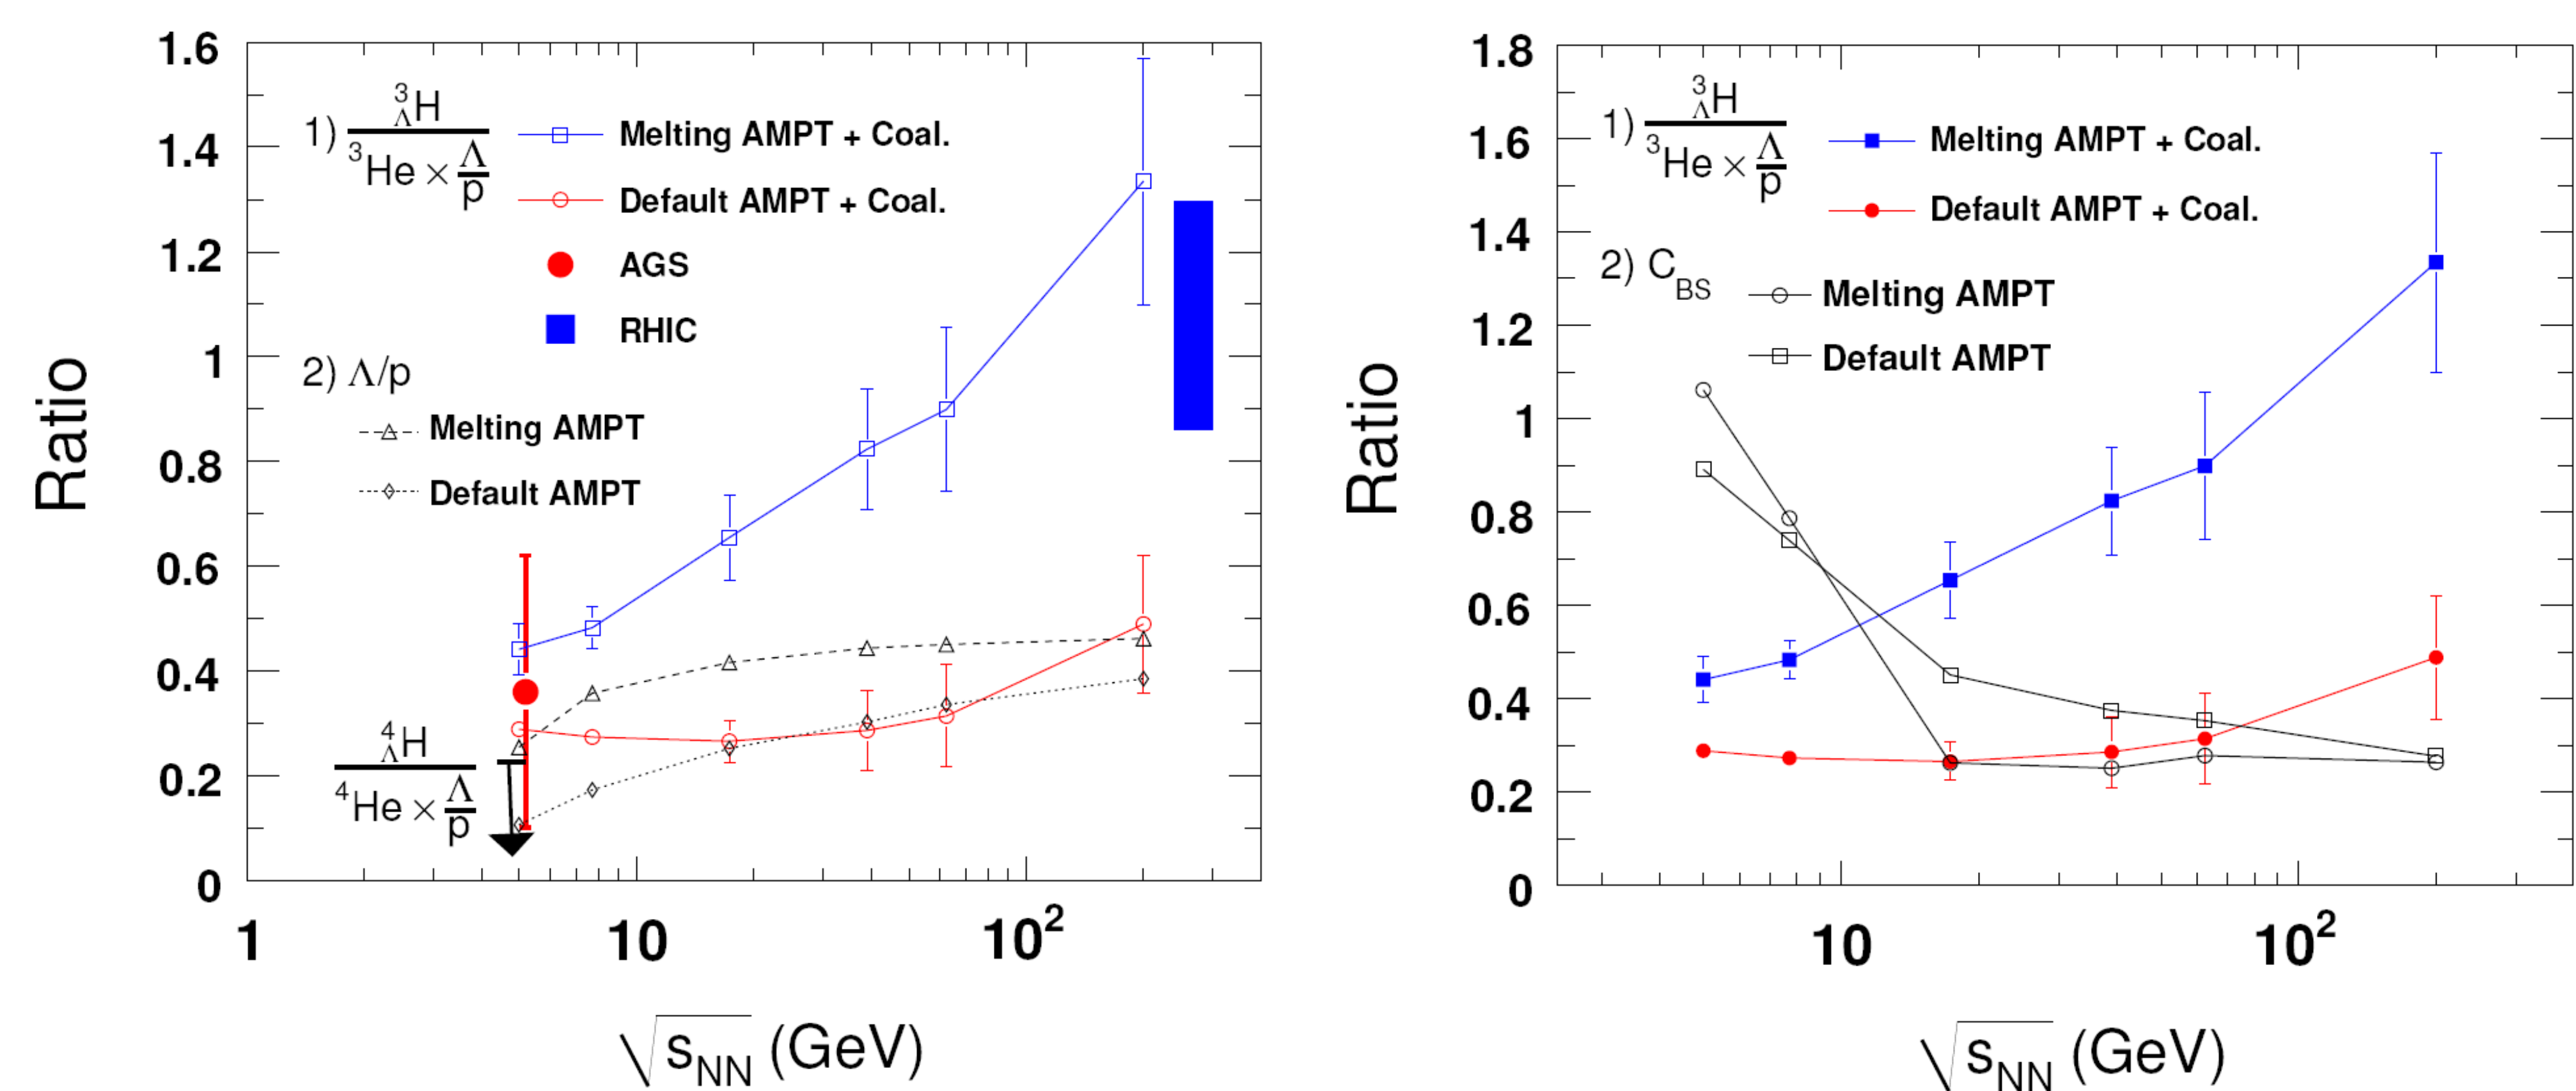 1.6
1.4
1.2
1
0.8
0.6
0.4
0.2
0
Ratio
1) ³ΛH / ³He × Λ/p
Melting AMPT + Coal.
Default AMPT + Coal.
AGS
RHIC
2) Λ/p
Melting AMPT
Default AMPT
⁴ΛH / ⁴He × Λ/p
1 10 10²
√sNN (GeV)
1.8
1.6
1.4
1.2
1
0.8
0.6
0.4
0.2
0
Ratio
1) ³ΛH / ³He × Λ/p
Melting AMPT + Coal.
Default AMPT + Coal.
2) CBS
Melting AMPT
Default AMPT
10 10²
√sNN (GeV)